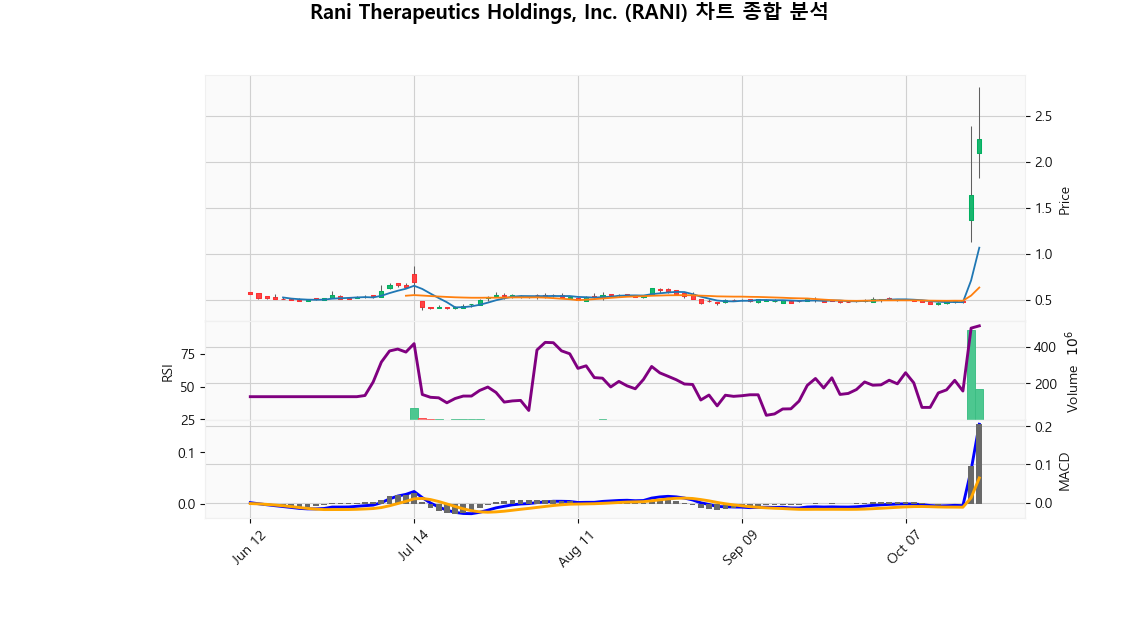 Rani Therapeutics Holdings, Inc. (RANI) 차트 종합 분석
2.5
2.0
1.5
1.0
0.5
Price
75
50
25
RSI
400
200
Volume 10^6
0.1
0.0
0.2
0.1
0.0
MACD
Jun 12
Jul 14
Aug 11
Sep 09
Oct 07